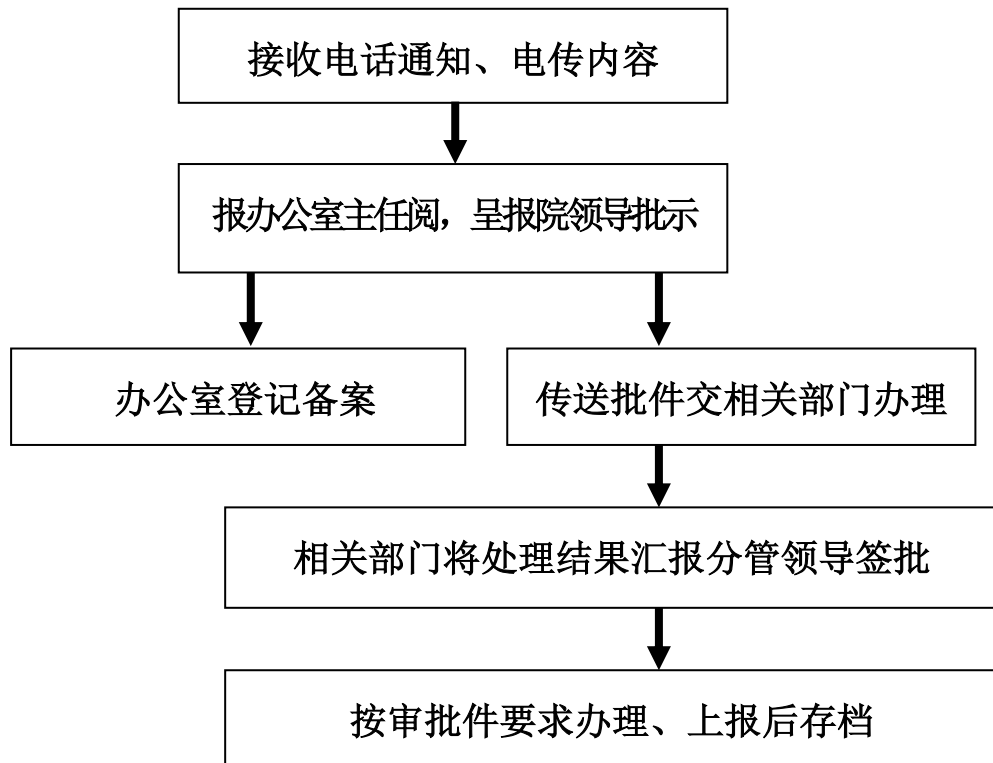 接收电话通知、电传内容
报办公室主任阅，呈报院领导批示
办公室登记备案
传送批件交相关部门办理
相关部门将处理结果汇报分管领导签批
按审批件要求办理、上报后存档